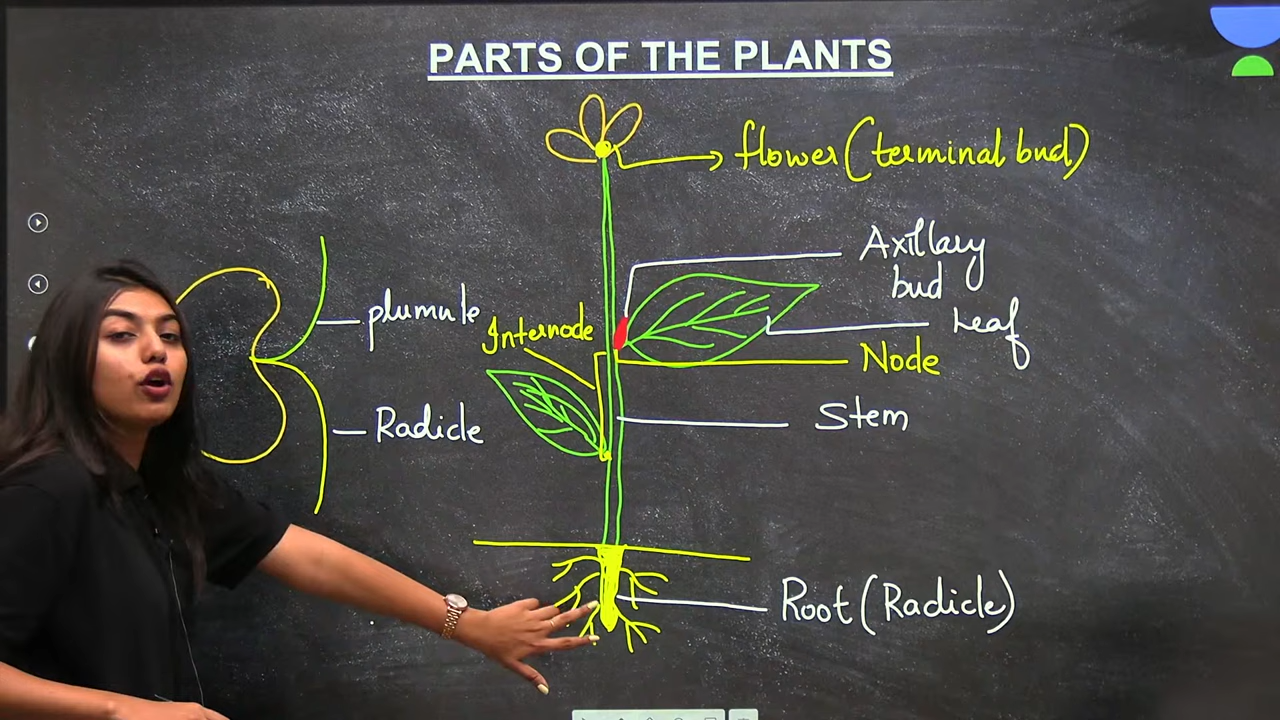 PARTS OF THE PLANTS
flower (terminal bud)
Axillary
bud
Leaf
plumule
Internode
Node
Stem
Radicle
Root (Radicle)